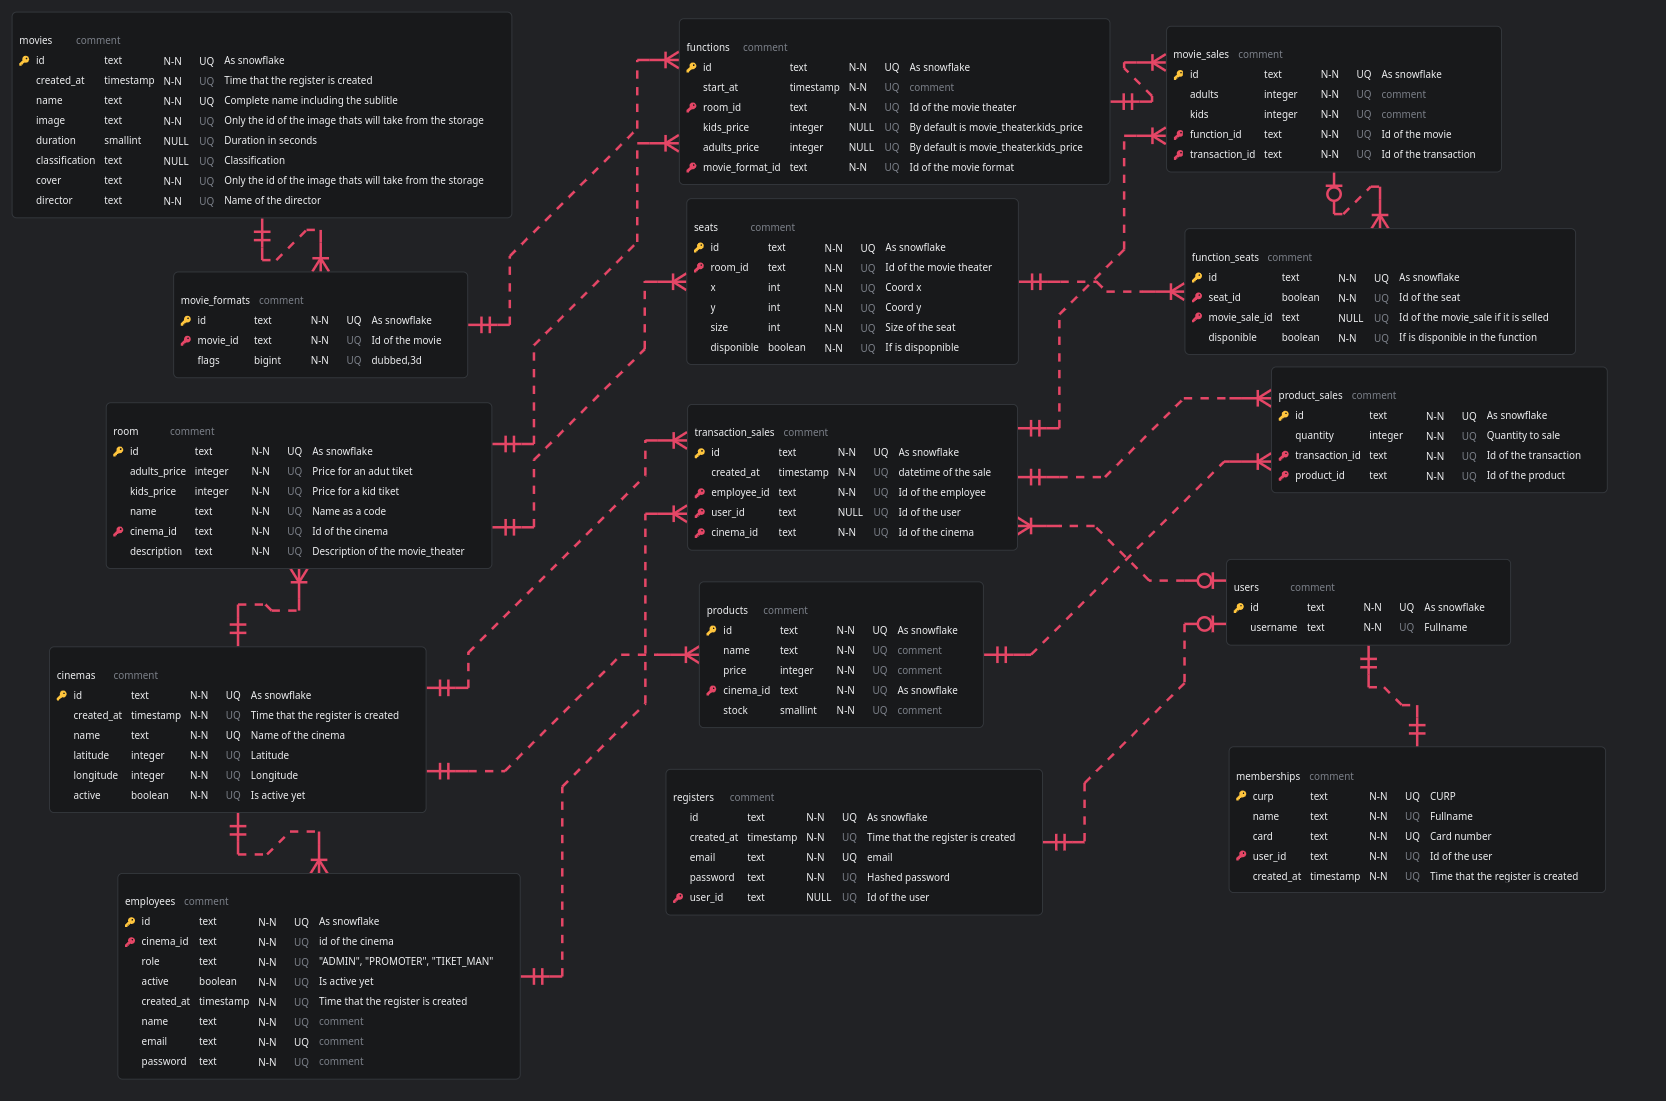 movies comment
id text N-N UQ As snowflake
created_at timestamp N-N UQ Time that the register is created
name text N-N UQ Complete name including the sublitle
image text N-N UQ Only the id of the image thats will take from the storage
duration smallint NULL UQ Duration in seconds
classification text NULL UQ Classification
cover text N-N UQ Only the id of the image thats will take from the storage
director text N-N UQ Name of the director
movie_formats comment
id text N-N UQ As snowflake
movie_id text N-N UQ Id of the movie
flags bigint N-N UQ dubbed,3d
room comment
id text N-N UQ As snowflake
adults_price integer N-N UQ Price for an adut tiket
kids_price integer N-N UQ Price for a kid tiket
name text N-N UQ Name as a code
cinema_id text N-N UQ Id of the cinema
description text N-N UQ Description of the movie_theater
cinemas comment
id text N-N UQ As snowflake
created_at timestamp N-N UQ Time that the register is created
name text N-N UQ Name of the cinema
latitude integer N-N UQ Latitude
longitude integer N-N UQ Longitude
active boolean N-N UQ Is active yet
employees comment
id text N-N UQ As snowflake
cinema_id text N-N UQ id of the cinema
role text N-N UQ "ADMIN", "PROMOTER", "TIKET_MAN"
active boolean N-N UQ Is active yet
created_at timestamp N-N UQ Time that the register is created
name text N-N UQ comment
email text N-N UQ comment
password text N-N UQ comment
functions comment
id text N-N UQ As snowflake
start_at timestamp N-N UQ comment
room_id text N-N UQ Id of the movie theater
kids_price integer NULL UQ By default is movie_theater.kids_price
adults_price integer NULL UQ By default is movie_theater.kids_price
movie_format_id text N-N UQ Id of the movie format
seats comment
id text N-N UQ As snowflake
room_id text N-N UQ Id of the movie theater
x int N-N UQ Coord x
y int N-N UQ Coord y
size int N-N UQ Size of the seat
disponible boolean N-N UQ If is dispopnible
transaction_sales comment
id text N-N UQ As snowflake
created_at timestamp N-N UQ datetime of the sale
employee_id text N-N UQ Id of the employee
user_id text NULL UQ Id of the user
cinema_id text N-N UQ Id of the cinema
products comment
id text N-N UQ As snowflake
name text N-N UQ comment
price integer N-N UQ comment
cinema_id text N-N UQ As snowflake
stock smallint N-N UQ comment
registers comment
id text N-N UQ As snowflake
created_at timestamp N-N UQ Time that the register is created
email text N-N UQ email
password text N-N UQ Hashed password
user_id text NULL UQ Id of the user
movie_sales comment
id text N-N UQ As snowflake
adults integer N-N UQ comment
kids integer N-N UQ comment
function_id text N-N UQ Id of the movie
transaction_id text N-N UQ Id of the transaction
function_seats comment
id text N-N UQ As snowflake
seat_id boolean N-N UQ Id of the seat
movie_sale_id text NULL UQ Id of the movie_sale if it is selled
disponible boolean N-N UQ If is disponible in the function
product_sales comment
id text N-N UQ As snowflake
quantity integer N-N UQ Quantity to sale
transaction_id text N-N UQ Id of the transaction
product_id text N-N UQ Id of the product
users comment
id text N-N UQ As snowflake
username text N-N UQ Fullname
memberships comment
curp text N-N UQ CURP
name text N-N UQ Fullname
card text N-N UQ Card number
user_id text N-N UQ Id of the user
created_at timestamp N-N UQ Time that the register is created